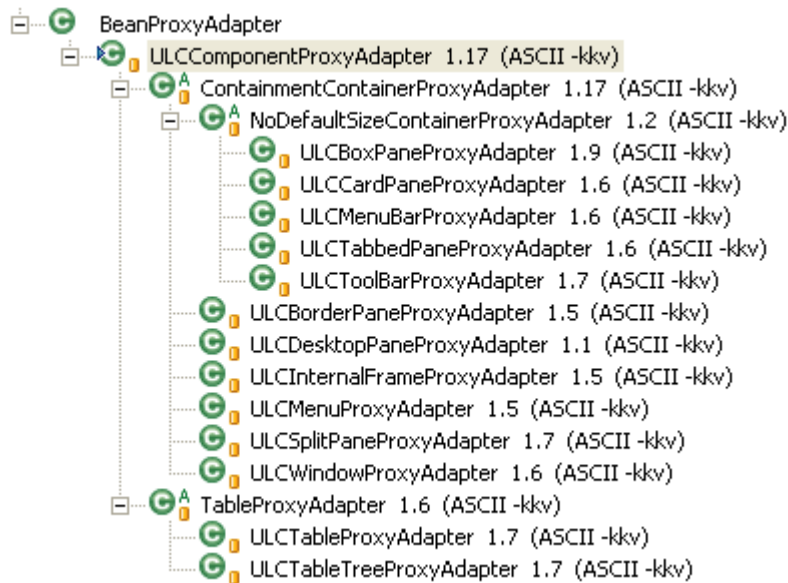 BeanProxyAdapter
ULCComponentProxyAdapter 1.17 (ASCII -kkv)
ContainmentContainerProxyAdapter 1.17 (ASCII -kkv)
NoDefaultSizeContainerProxyAdapter 1.2 (ASCII -kkv)
ULCBoxPaneProxyAdapter 1.9 (ASCII -kkv)
ULCCardPaneProxyAdapter 1.6 (ASCII -kkv)
ULCMenuBarProxyAdapter 1.6 (ASCII -kkv)
ULCTabbedPaneProxyAdapter 1.6 (ASCII -kkv)
ULCToolBarProxyAdapter 1.7 (ASCII -kkv)
ULCBorderPaneProxyAdapter 1.5 (ASCII -kkv)
ULCDesktopPaneProxyAdapter 1.1 (ASCII -kkv)
ULCInternalFrameProxyAdapter 1.5 (ASCII -kkv)
ULCMenuProxyAdapter 1.5 (ASCII -kkv)
ULCSplitPaneProxyAdapter 1.7 (ASCII -kkv)
ULCWindowProxyAdapter 1.6 (ASCII -kkv)
TableProxyAdapter 1.6 (ASCII -kkv)
ULCTableProxyAdapter 1.7 (ASCII -kkv)
ULCTableTreeProxyAdapter 1.7 (ASCII -kkv)